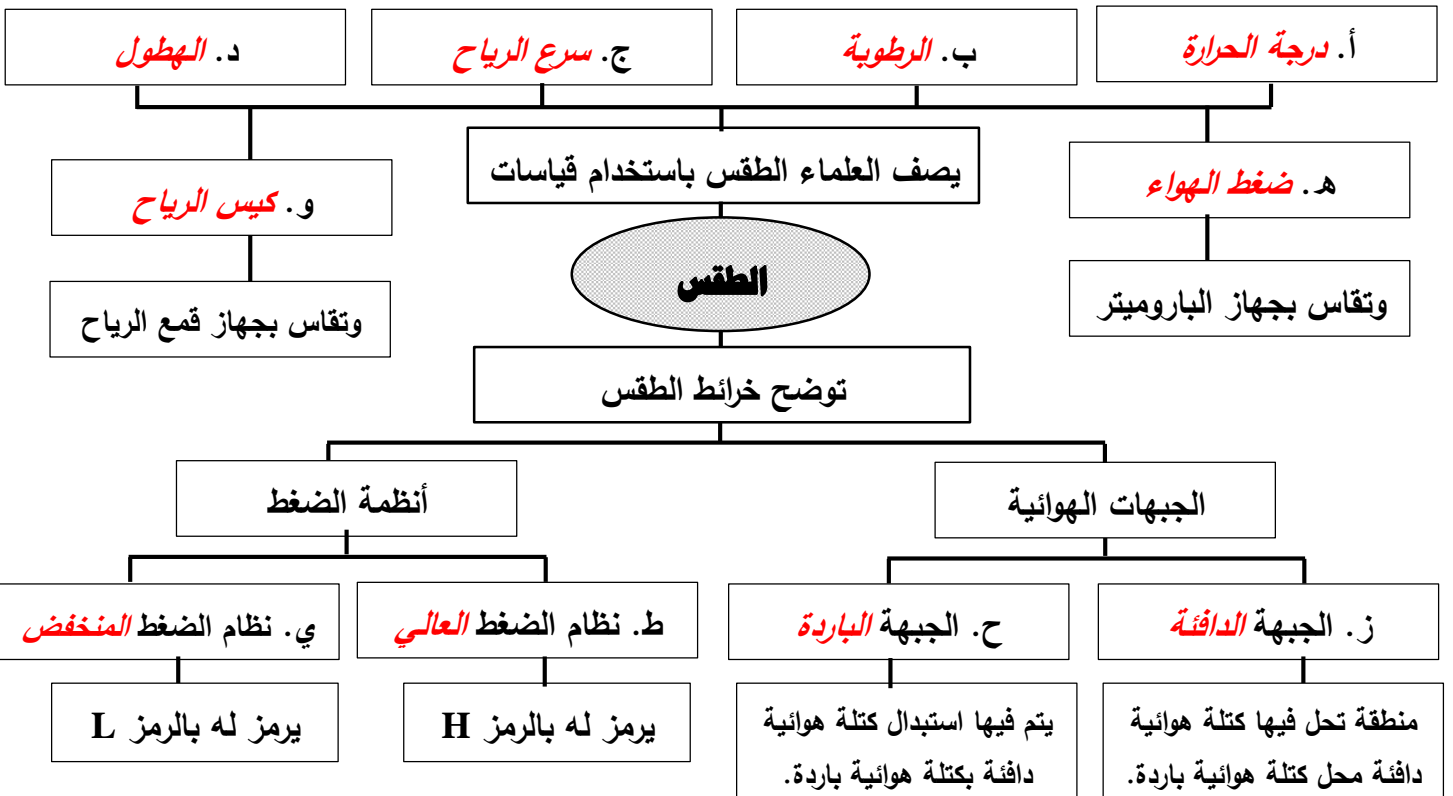 أ. درجة الحرارة
ب. الرطوبة
ج. سرع الرياح
د. الهطول
يصف العلماء الطقس باستخدام قياسات
هـ. ضغط الهواء
و. كيس الرياح
الطقس
وتقاس بجهاز الباروميتر
وتقاس بجهاز قمع الرياح
توضح خرائط الطقس
الجبهات الهوائية
أنظمة الضغط
ز. الجبهة الدافئة
ح. الجبهة الباردة
ط. نظام الضغط العالي
ي. نظام الضغط المنخفض
منطقة تحل فيها كتلة هوائية
دافئة محل كتلة هوائية باردة.
يتم فيها استبدال كتلة هوائية
دافئة بكتلة هوائية باردة.
يرمز له بالرمز H
يرمز له بالرمز L